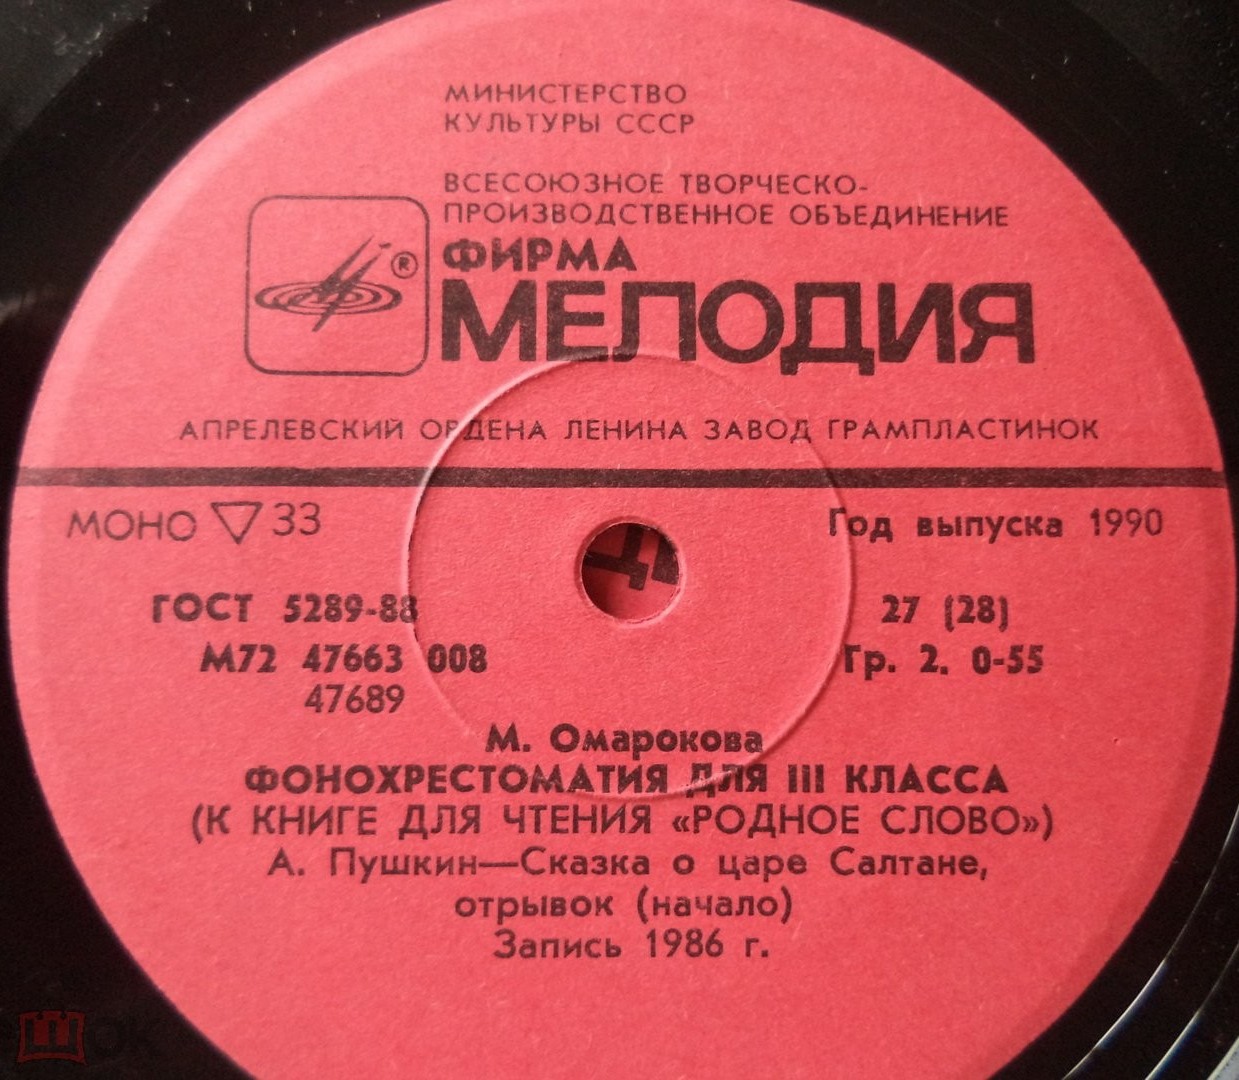 МИНИСТЕРСТВО
КУЛЬТУРЫ СССР
ВСЕСОЮЗНОЕ ТВОРЧЕСКО-
ПРОИЗВОДСТВЕННОЕ ОБЪЕДИНЕНИЕ
ФИРМА
®
МЕЛОДИЯ
АПРЕЛЕВСКИЙ ОРДЕНА ЛЕНИНА ЗАВОД ГРАМПЛАСТИНОК
МОНО ▽ 33 Год выпуска 1990
ГОСТ 5289-88 27 (28)
М72 47663 008 Гр. 2. 0-55
47689
М. Омарокова
ФОНОХРЕСТОМАТИЯ ДЛЯ III КЛАССА
(К КНИГЕ ДЛЯ ЧТЕНИЯ «РОДНОЕ СЛОВО»)
А. Пушкин—Сказка о царе Салтане,
отрывок (начало)
Запись 1986 г.